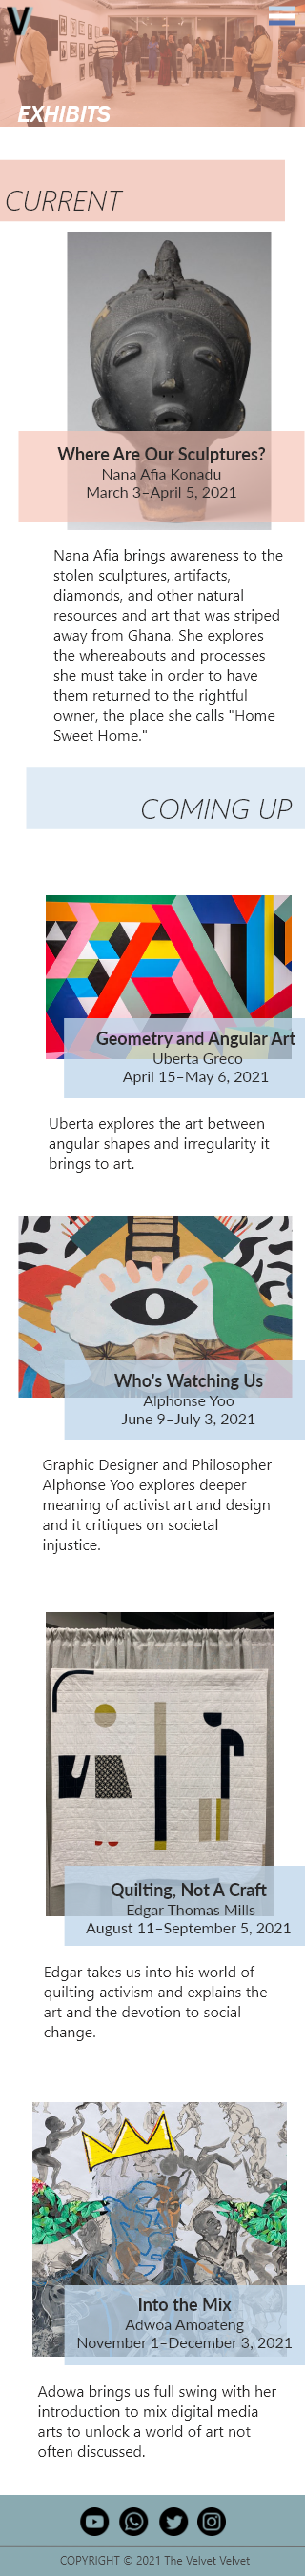 V
EXHIBITS
CURRENT
Where Are Our Sculptures?
Nana Afia Konadu
March 3–April 5, 2021
Nana Afia brings awareness to the
stolen sculptures, artifacts,
diamonds, and other natural
resources and art that was striped
away from Ghana. She explores
the whereabouts and processes
she must take in order to have
them returned to the rightful
owner, the place she calls "Home
Sweet Home."
COMING UP
Geometry and Angular Art
Uberta Greco
April 15–May 6, 2021
Uberta explores the art between
angular shapes and irregularity it
brings to art.
Who's Watching Us
Alphonse Yoo
June 9–July 3, 2021
Graphic Designer and Philosopher
Alphonse Yoo explores deeper
meaning of activist art and design
and it critiques on societal
injustice.
Quilting, Not A Craft
Edgar Thomas Mills
August 11–September 5, 2021
Edgar takes us into his world of
quilting activism and explains the
art and the devotion to social
change.
Into the Mix
Adwoa Amoateng
November 1–December 3, 2021
Adowa brings us full swing with her
introduction to mix digital media
arts to unlock a world of art not
often discussed.
COPYRIGHT © 2021 The Velvet Velvet